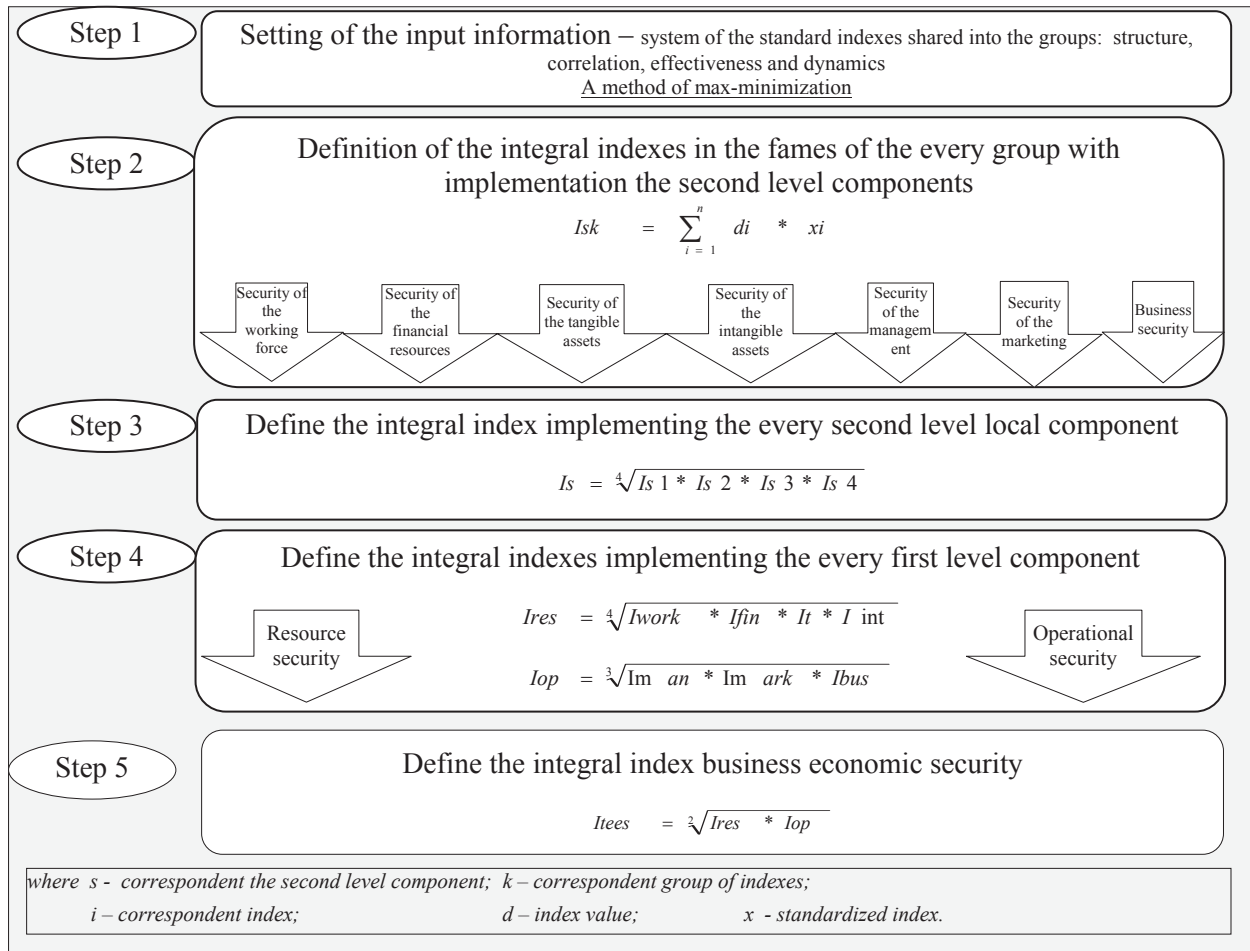 Step 1
Setting of the input information – system of the standard indexes shared into the groups: structure,
correlation, effectiveness and dynamics
A method of max-minimization
Step 2
Definition of the integral indexes in the fames of the every group with
implementation the second level components
Isk = ∑ i = 1 n di * xi
Security of
the
working
force
Security of
the
financial
resources
Security of
the tangible
assets
Security of
the
intangible
assets
Security
of the
managem
ent
Security
of the
marketing
Business
security
Step 3
Define the integral index implementing the every second level local component
Is = ∜Is 1 * Is 2 * Is 3 * Is 4
Step 4
Define the integral indexes implementing the every first level component
Resource
security
Ires = ∜Iwork * Ifin * It * I int
Iop = ∛Im an * Im ark * Ibus
Operational
security
Step 5
Define the integral index business economic security
Itees = 2√Ires * Iop
where s - correspondent the second level component; k – correspondent group of indexes;
i – correspondent index; d – index value; x - standardized index.